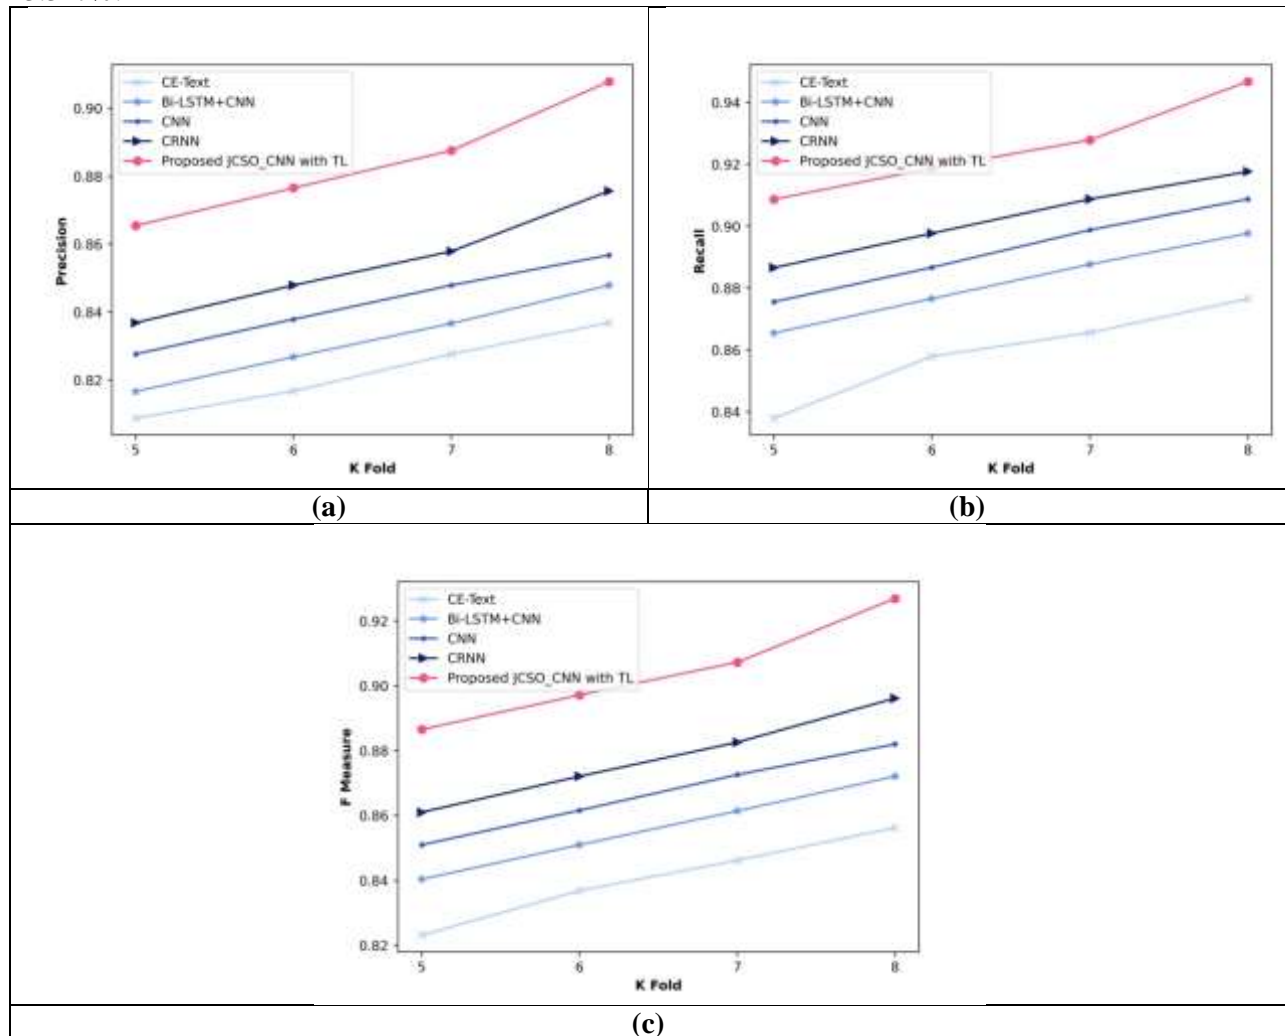 CE-Text
Bi-LSTM+CNN
CNN
CRNN
Proposed JCSO_CNN with TL
0.90
0.88
0.86
0.84
0.82
Precision
5 6 7 8
K Fold
(a)
CE-Text
Bi-LSTM+CNN
CNN
CRNN
Proposed JCSO_CNN with TL
0.94
0.92
0.90
0.88
0.86
0.84
Recall
5 6 7 8
K Fold
(b)
CE-Text
Bi-LSTM+CNN
CNN
CRNN
Proposed JCSO_CNN with TL
0.92
0.90
0.88
0.86
0.84
0.82
F Measure
5 6 7 8
K Fold
(c)